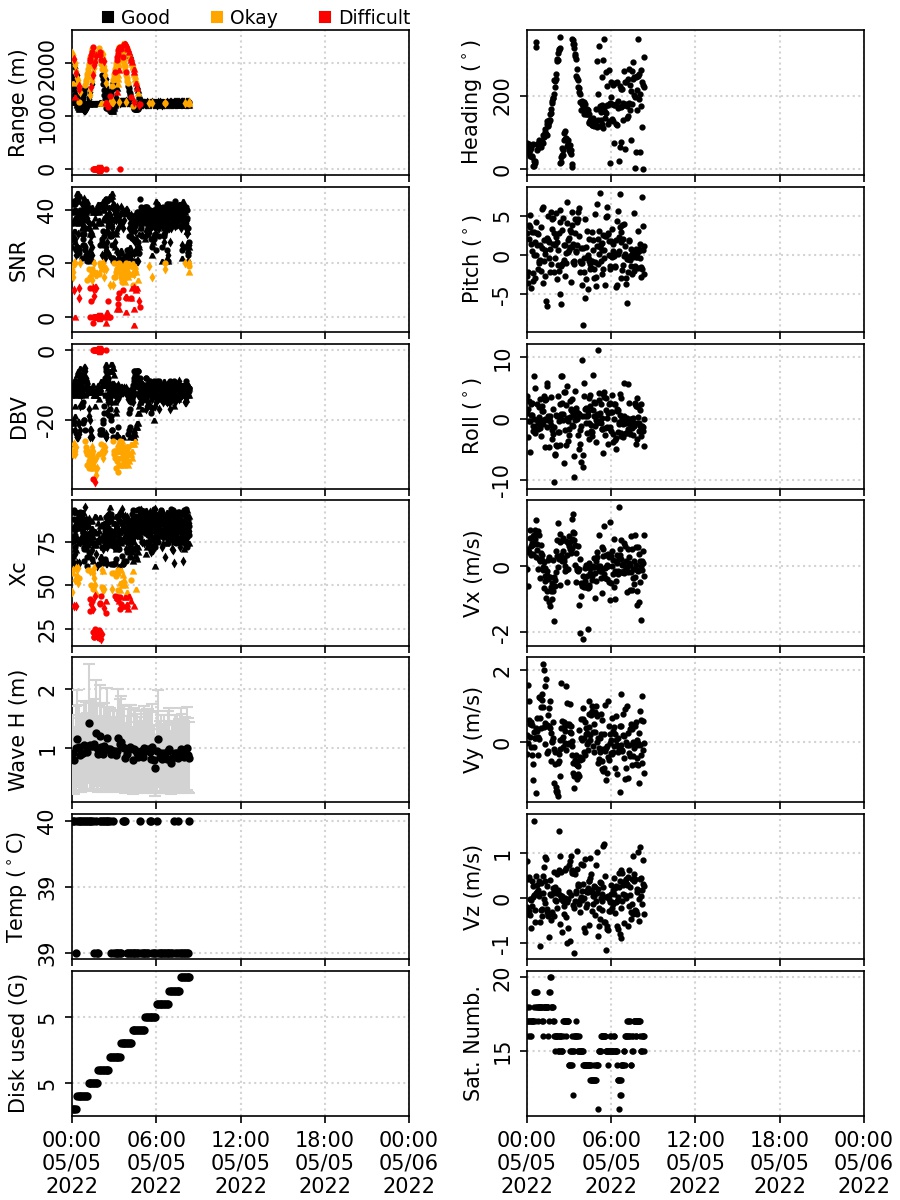 Good Okay Difficult
Range (m)
2000
1000
0
Heading (°)
200
0
SNR
40
20
0
Pitch (°)
5
0
-5
DBV
0
-20
Roll (°)
10
0
-10
Xc
75
50
25
Vx (m/s)
0
-2
Wave H (m)
2
1
Vy (m/s)
2
0
Temp (°C)
40
39
39
Vz (m/s)
1
0
-1
Disk used (G)
5
5
Sat. Numb.
20
15
00:00 06:00 12:00 18:00 00:00
05/05 05/05 05/05 05/05 05/06
2022 2022 2022 2022 2022
00:00 06:00 12:00 18:00 00:00
05/05 05/05 05/05 05/05 05/06
2022 2022 2022 2022 2022